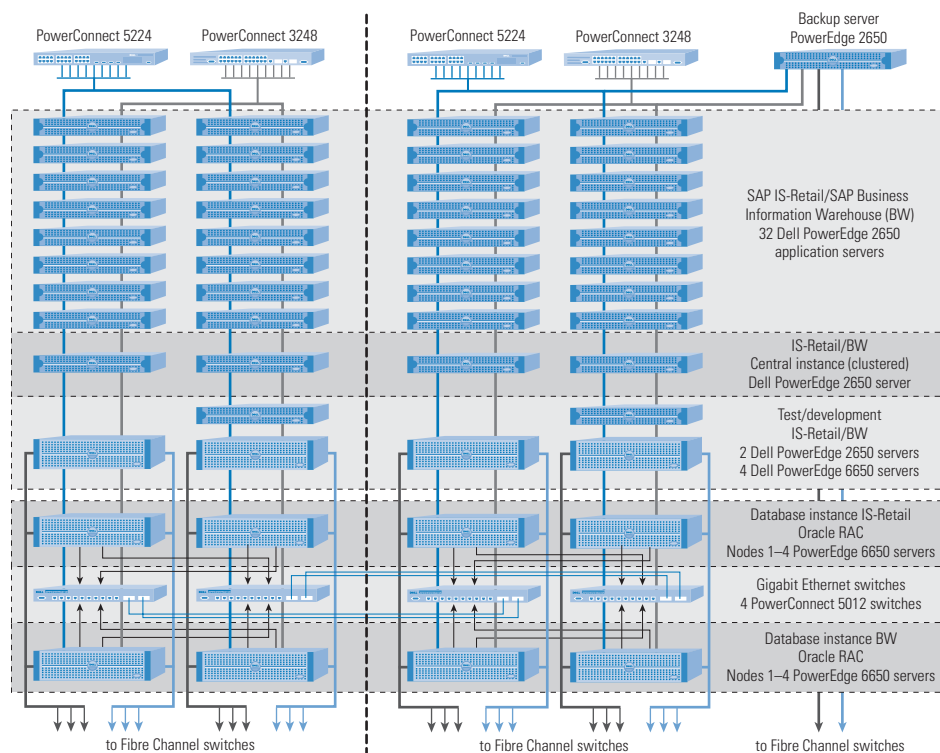 PowerConnect 5224
PowerConnect 3248
PowerConnect 5224
PowerConnect 3248
Backup server
PowerEdge 2650
SAP IS-Retail/SAP Business
Information Warehouse (BW)
32 Dell PowerEdge 2650
application servers
IS-Retail/BW
Central instance (clustered)
Dell PowerEdge 2650 server
Test/development
IS-Retail/BW
2 Dell PowerEdge 2650 servers
4 Dell PowerEdge 6650 servers
Database instance IS-Retail
Oracle RAC
Nodes 1–4 PowerEdge 6650 servers
Gigabit Ethernet switches
4 PowerConnect 5012 switches
Database instance BW
Oracle RAC
Nodes 1–4 PowerEdge 6650 servers
to Fibre Channel switches
to Fibre Channel switches
to Fibre Channel switches